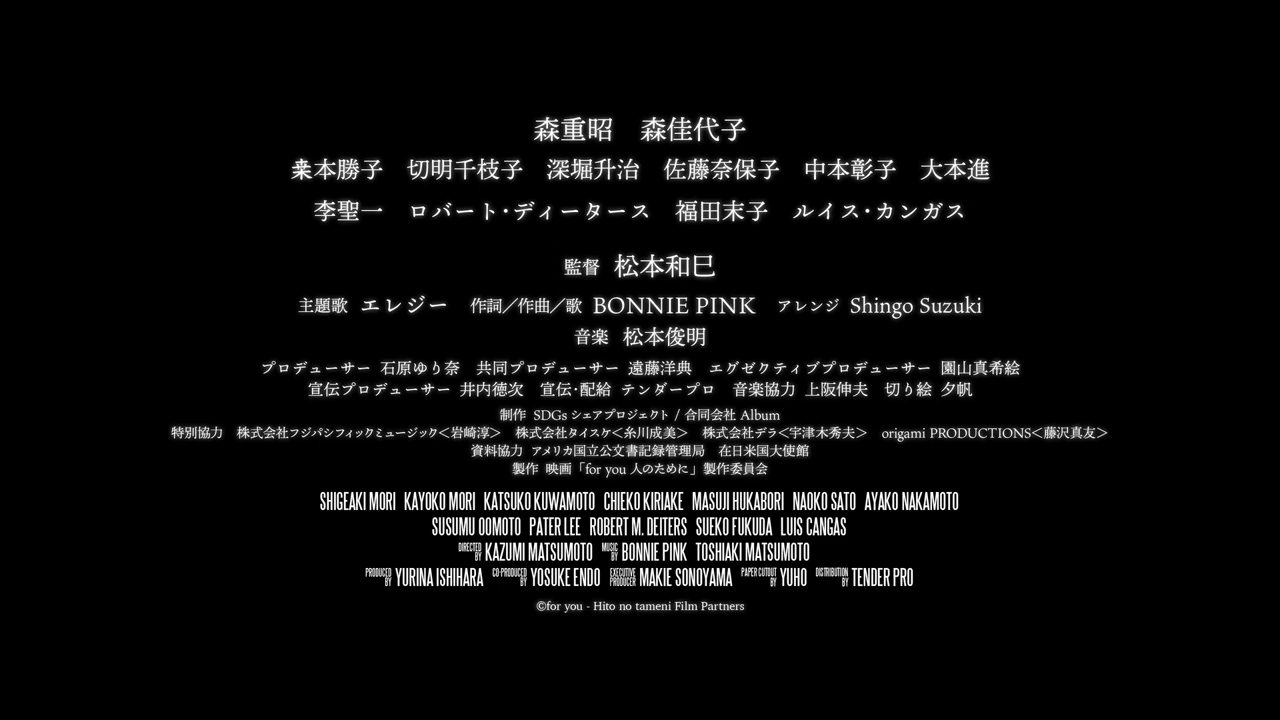 森重昭　森佳代子
桒本勝子　切明千枝子　深堀升治　佐藤奈保子　中本彰子　大本進
李聖一　ロバート・ディータース　福田末子　ルイス・カンガス
監督 松本和巳
主題歌 エレジー　作詞／作曲／歌 BONNIE PINK　アレンジ Shingo Suzuki
音楽 松本俊明
プロデューサー 石原ゆり奈　共同プロデューサー 遠藤洋典　エグゼクティブプロデューサー 園山真希絵
宣伝プロデューサー 井内徳次　宣伝・配給 テンダープロ　音楽協力 上阪伸夫　切り絵 夕帆
制作 SDGs シェアプロジェクト / 合同会社 Album
特別協力　株式会社フジパシフィックミュージック＜岩崎淳＞　株式会社タイスケ＜糸川成美＞　株式会社デラ＜宇津木秀夫＞　origami PRODUCTIONS＜藤沢真友＞
資料協力 アメリカ国立公文書記録管理局　在日米国大使館
製作 映画「for you 人のために」製作委員会
SHIGEAKI MORI KAYOKO MORI KATSUKO KUWAMOTO CHIEKO KIRIAKE MASUJI HUKABORI NAOKO SATO AYAKO NAKAMOTO
SUSUMU OOMOTO PATER LEE ROBERT M. DEITERS SUEKO FUKUDA LUIS CANGAS
DIRECTED BY KAZUMI MATSUMOTO MUSIC BY BONNIE PINK TOSHIAKI MATSUMOTO
PRODUCED BY YURINA ISHIHARA CO-PRODUCED BY YOSUKE ENDO EXECUTIVE PRODUCER MAKIE SONOYAMA PAPER CUTOUT BY YUHO DISTRIBUTION BY TENDER PRO
©for you - Hito no tameni Film Partners